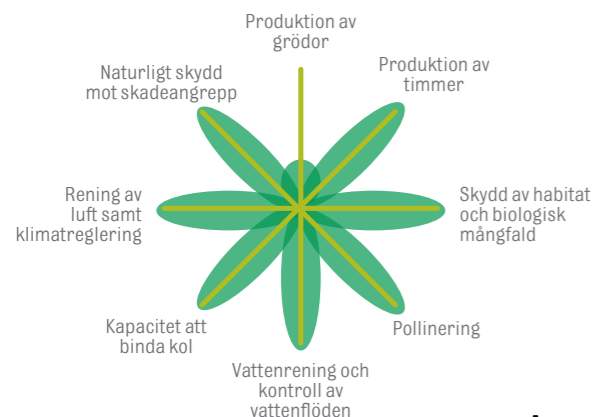 Produktion av
grödor
Produktion av
timmer
Skydd av habitat
och biologisk
mångfald
Pollinering
Vattenrening och
kontroll av
vattenflöden
Kapacitet att
binda kol
Rening av
luft samt
klimatreglering
Naturligt skydd
mot skadeangrepp